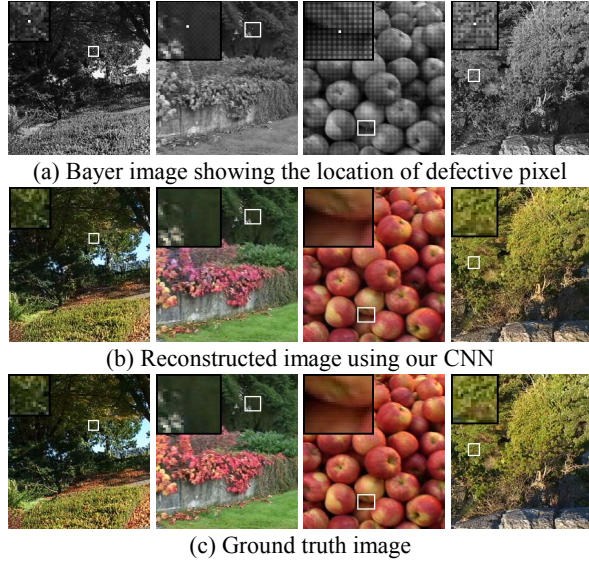 (a) Bayer image showing the location of defective pixel
(b) Reconstructed image using our CNN
(c) Ground truth image